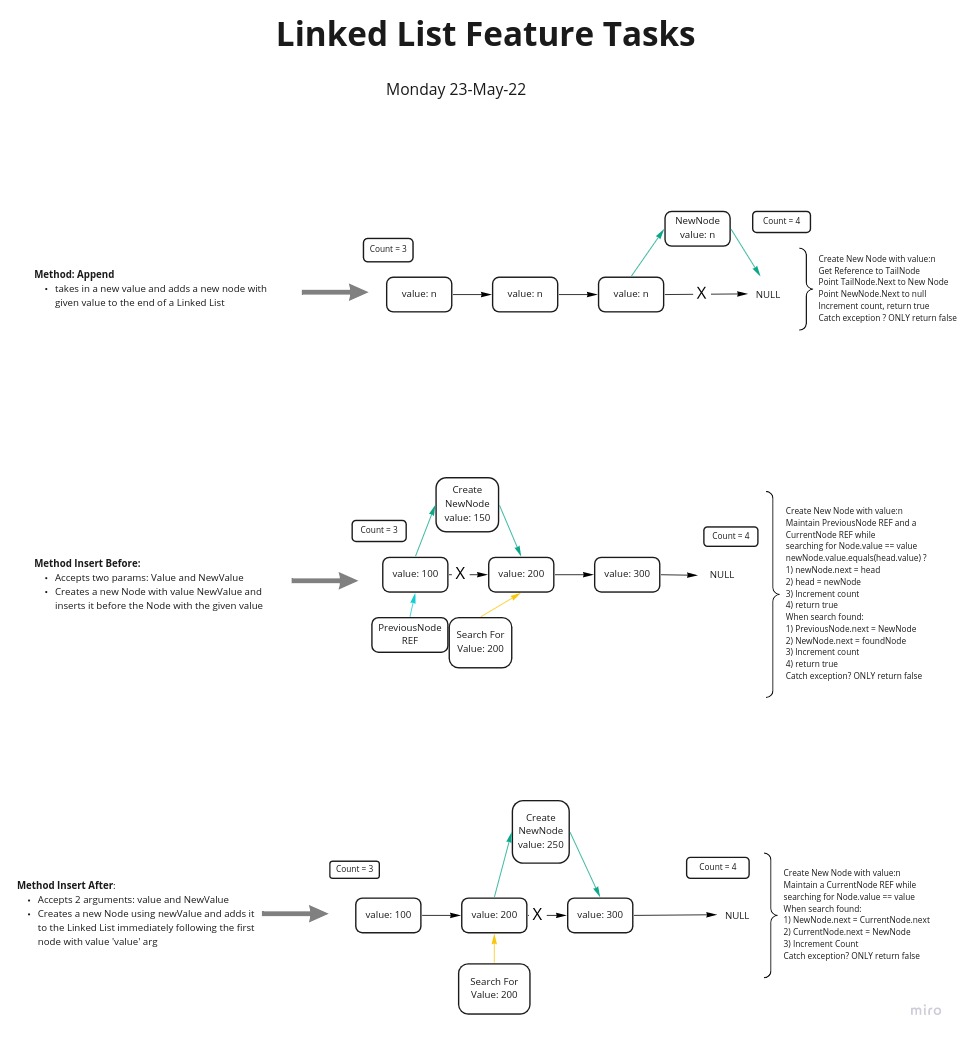 Linked List Feature Tasks
Monday 23-May-22
Method: Append
• takes in a new value and adds a new node with
given value to the end of a Linked List
Count = 3
value: n
value: n
value: n
NewNode
value: n
X
NULL
Count = 4
Create New Node with value:n
Get Reference to TailNode
Point TailNode.Next to New Node
Point NewNode.Next to null
Increment count, return true
Catch exception ? ONLY return false
Method Insert Before:
• Accepts two params: Value and NewValue
• Creates a new Node with value NewValue and
inserts it before the Node with the given value
Count = 3
Create
NewNode
value: 150
value: 100
X
value: 200
value: 300
NULL
PreviousNode
REF
Search For
Value: 200
Count = 4
Create New Node with value:n
Maintain PreviousNode REF and a
CurrentNode REF while
searching for Node.value == value
newNode.value.equals(head.value) ?
1) newNode.next = head
2) head = newNode
3) Increment count
4) return true
When search found:
1) PreviousNode.next = NewNode
2) NewNode.next = foundNode
3) Increment count
4) return true
Catch exception? ONLY return false
Method Insert After:
• Accepts 2 arguments: value and NewValue
• Creates a new Node using newValue and adds it
to the Linked List immediately following the first
node with value 'value' arg
Count = 3
Create
NewNode
value: 250
value: 100
value: 200
X
value: 300
NULL
Search For
Value: 200
Count = 4
Create New Node with value:n
Maintain a CurrentNode REF while
searching for Node.value == value
When search found:
1) NewNode.next = CurrentNode.next
2) CurrentNode.next = NewNode
3) Increment Count
Catch exception? ONLY return false
miro